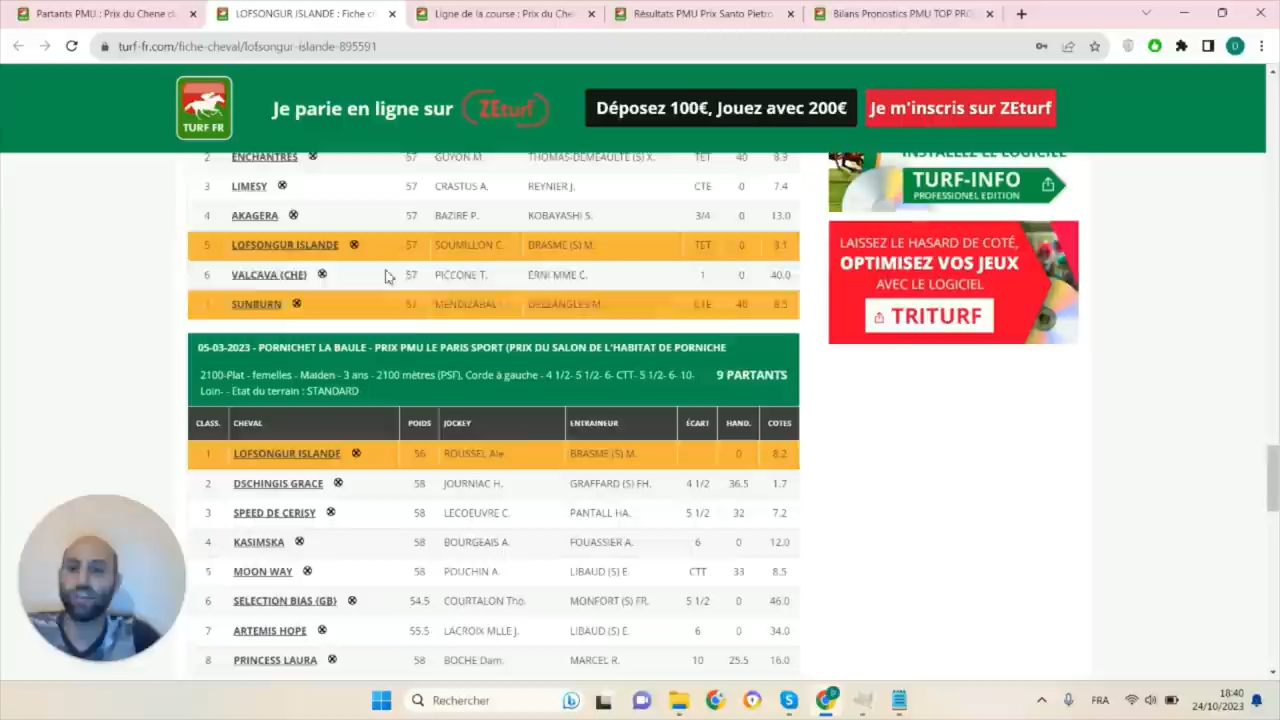 Partants PMU : Prix du Chene d
LOFSONGUR ISLANDE : Fiche c
Ligne de la course : Prix du Che
Résultats PMU Prix Santo Pietro
Bilans Pronostics PMU TOP PRO
turf-fr.com/fiche-cheval/lofsongur-islande-895591
D
TURF FR
Je parie en ligne sur ZEturf
Déposez 100€, Jouez avec 200€
Je m'inscris sur ZEturf
2 ENCHANTRES 57 GUYON M. THOMAS-DEMEAULTE (S) X. TET 40 8.9
3 LIMESY 57 CRASTUS A. REYNIER J. CTE 0 7.4
4 AKAGERA 57 BAZIRE P. KOBAYASHI S. 3/4 0 13.0
5 LOFSONGUR ISLANDE 57 SOUMILLON C. BRASME (S) M. TET 0 3.1
6 VALCAVA (CHE) 57 PICCONE T. ERNI MME C. 1 0 40.0
SUNBURN 57 MENDIZABAL DELZANGLES M. CTE 40 8.5
INSTALLEZ LE LOGICIEL
TURF-INFO
PROFESSIONEL EDITION
LAISSEZ LE HASARD DE COTÉ,
OPTIMISEZ VOS JEUX
AVEC LE LOGICIEL
TRITURF
05-03-2023 - PORNICHET LA BAULE - PRIX PMU LE PARIS SPORT (PRIX DU SALON DE L'HABITAT DE PORNICHE
2100-Plat - femelles - Maiden - 3 ans - 2100 mètres (PSF), Corde à gauche - 4 1/2- 5 1/2- 6- CTT- 5 1/2- 6- 10-
Loin- - Etat du terrain : STANDARD
9 PARTANTS
CLASS. CHEVAL POIDS JOCKEY ENTRAINEUR ÉCART HAND. COTES
1 LOFSONGUR ISLANDE 56 ROUSSEL Ale. BRASME (S) M. 0 8.2
2 DSCHINGIS GRACE 58 JOURNIAC H. GRAFFARD (S) FH. 4 1/2 36.5 1.7
3 SPEED DE CERISY 58 LECOEUVRE C. PANTALL HA. 5 1/2 32 7.2
4 KASIMSKA 58 BOURGEAIS A. FOUASSIER A. 6 0 12.0
5 MOON WAY 58 POUCHIN A. LIBAUD (S) E. CTT 33 8.5
6 SELECTION BIAS (GB) 54.5 COURTALON Tho. MONFORT (S) FR. 5 1/2 0 46.0
7 ARTEMIS HOPE 55.5 LACROIX MLLE J. LIBAUD (S) E. 6 0 34.0
8 PRINCESS LAURA 58 BOCHE Dam. MARCEL R. 10 25.5 16.0
Rechercher
FRA
18:40
24/10/2023